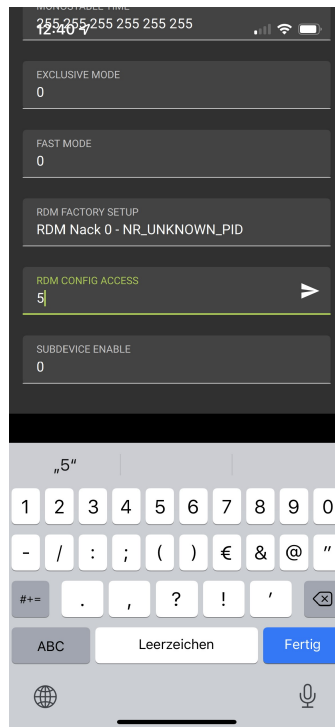 MONOSTABLE TIME
255 255 255 255 255 255
12:40
EXCLUSIVE MODE
0
FAST MODE
0
RDM FACTORY SETUP
RDM Nack 0 - NR_UNKNOWN_PID
RDM CONFIG ACCESS
5
SUBDEVICE ENABLE
0
„5“
1 2 3 4 5 6 7 8 9 0
- / : ; ( ) € & @ "
#+= . , ? ! '
ABC Leerzeichen Fertig